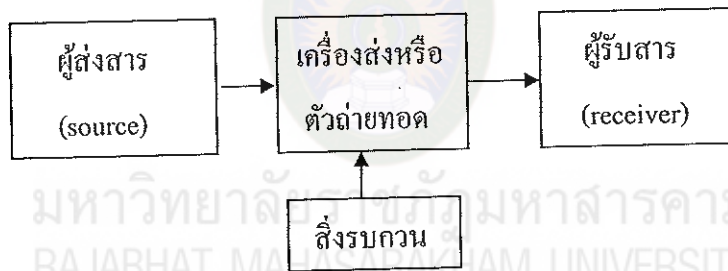 ผู้ส่งสาร
(source)
เครื่องส่งหรือ
ตัวถ่ายทอด
ผู้รับสาร
(receiver)
สิ่งรบกวน
มหาวิทยาลัยราชภัฏมหาสารคาม
RAJABHAT MAHASARAKHAM UNIVERSITY